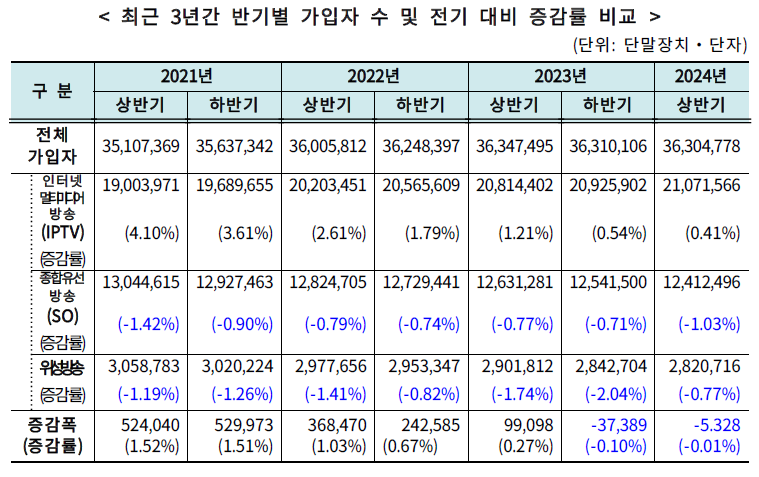 < 최근 3년간 반기별 가입자 수 및 전기 대비 증감률 비교 >
(단위: 단말장치・단자)
구 분 2021년 2022년 2023년 2024년
상반기 하반기 상반기 하반기 상반기 하반기 상반기
전체
가입자 35,107,369 35,637,342 36,005,812 36,248,397 36,347,495 36,310,106 36,304,778
인터넷 19,003,971 19,689,655 20,203,451 20,565,609 20,814,402 20,925,902 21,071,566
멀티미디어
방송
(IPTV) (4.10%) (3.61%) (2.61%) (1.79%) (1.21%) (0.54%) (0.41%)
(증감률)
종합유선 13,044,615 12,927,463 12,824,705 12,729,441 12,631,281 12,541,500 12,412,496
방송
(SO) (-1.42%) (-0.90%) (-0.79%) (-0.74%) (-0.77%) (-0.71%) (-1.03%)
(증감률)
위성방송 3,058,783 3,020,224 2,977,656 2,953,347 2,901,812 2,842,704 2,820,716
(증감률) (-1.19%) (-1.26%) (-1.41%) (-0.82%) (-1.74%) (-2.04%) (-0.77%)
증감폭 524,040 529,973 368,470 242,585 99,098 -37,389 -5.328
(증감률) (1.52%) (1.51%) (1.03%) (0.67%) (0.27%) (-0.10%) (-0.01%)